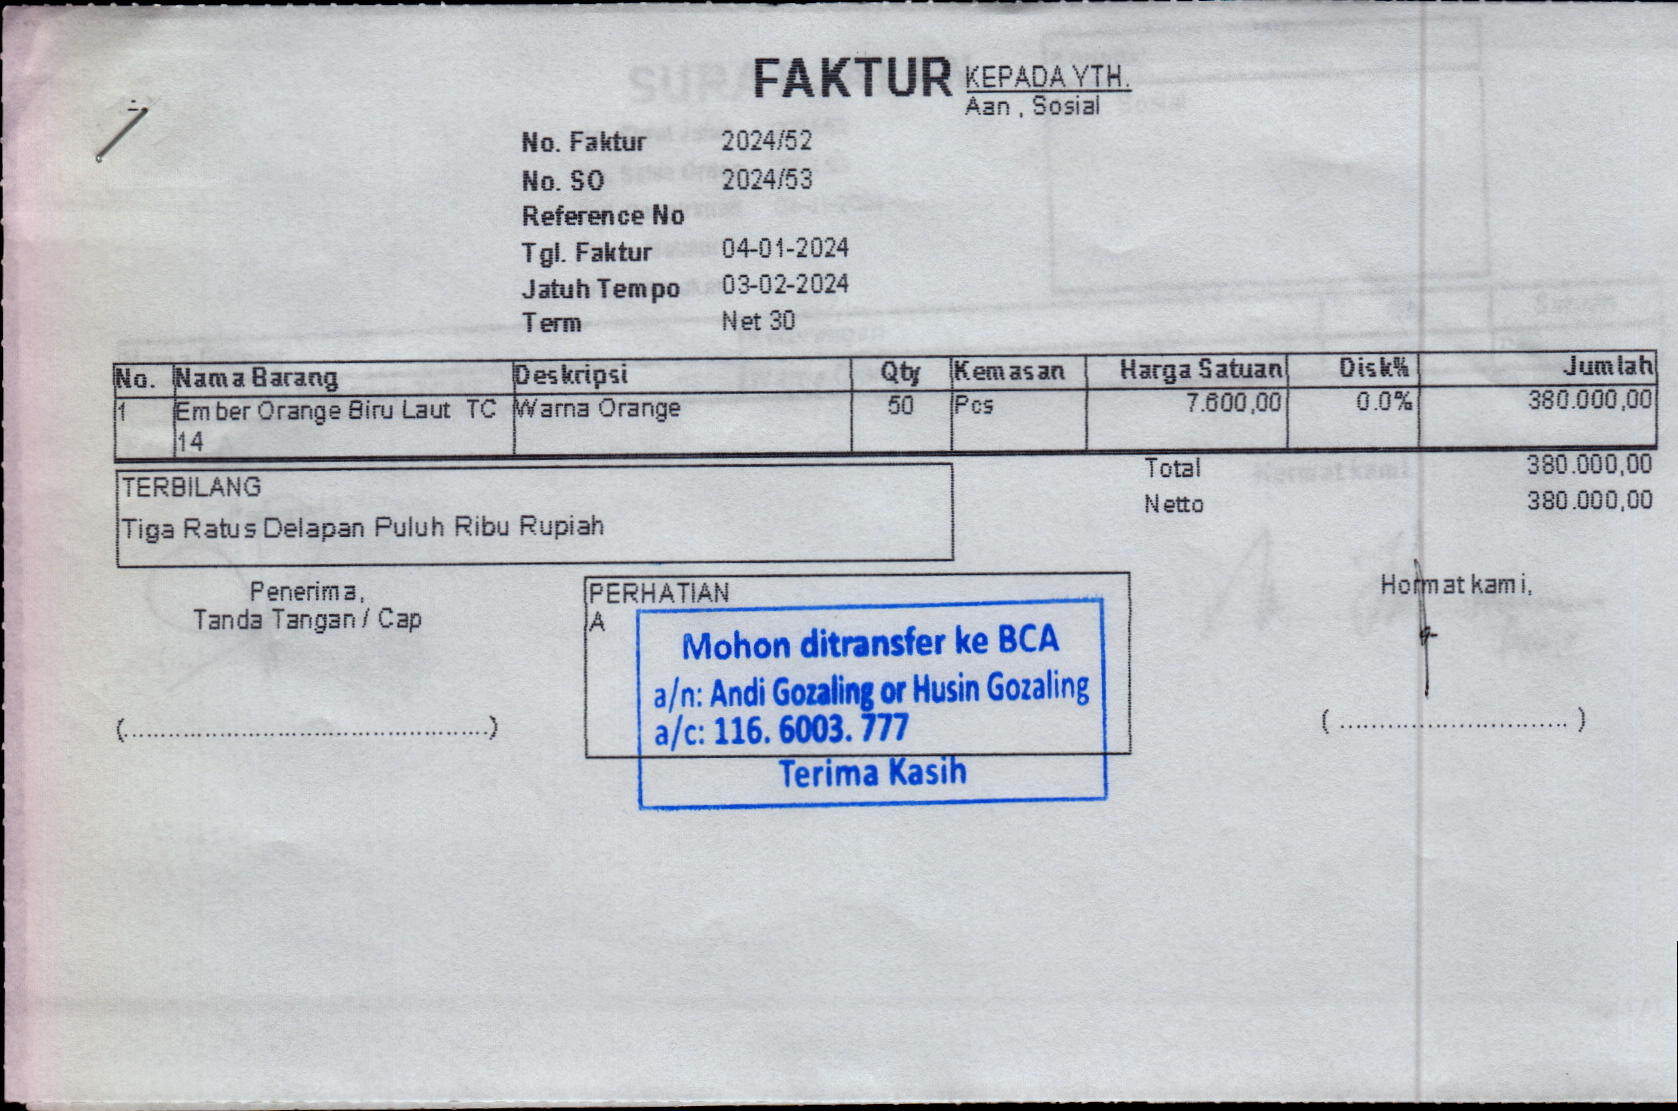 FAKTUR
KEPADA YTH.
Aan , Sosial
No. Faktur 2024/52
No. SO 2024/53
Reference No
Tgl. Faktur 04-01-2024
Jatuh Tempo 03-02-2024
Term Net 30
No. Nama Barang Deskripsi Qty Kemasan Harga Satuan Disk% Jumlah
1 Ember Orange Biru Laut TC Warna Orange 50 Pcs 7.600,00 0.0% 380.000,00
14
Total 380.000,00
TERBILANG
Netto 380.000,00
Tiga Ratus Delapan Puluh Ribu Rupiah
Penerima,
Tanda Tangan / Cap
(................................................)
PERHATIAN
A
Mohon ditransfer ke BCA
a/n: Andi Gozaling or Husin Gozaling
a/c: 116. 6003. 777
Terima Kasih
Hormat kami,
( .............................. )